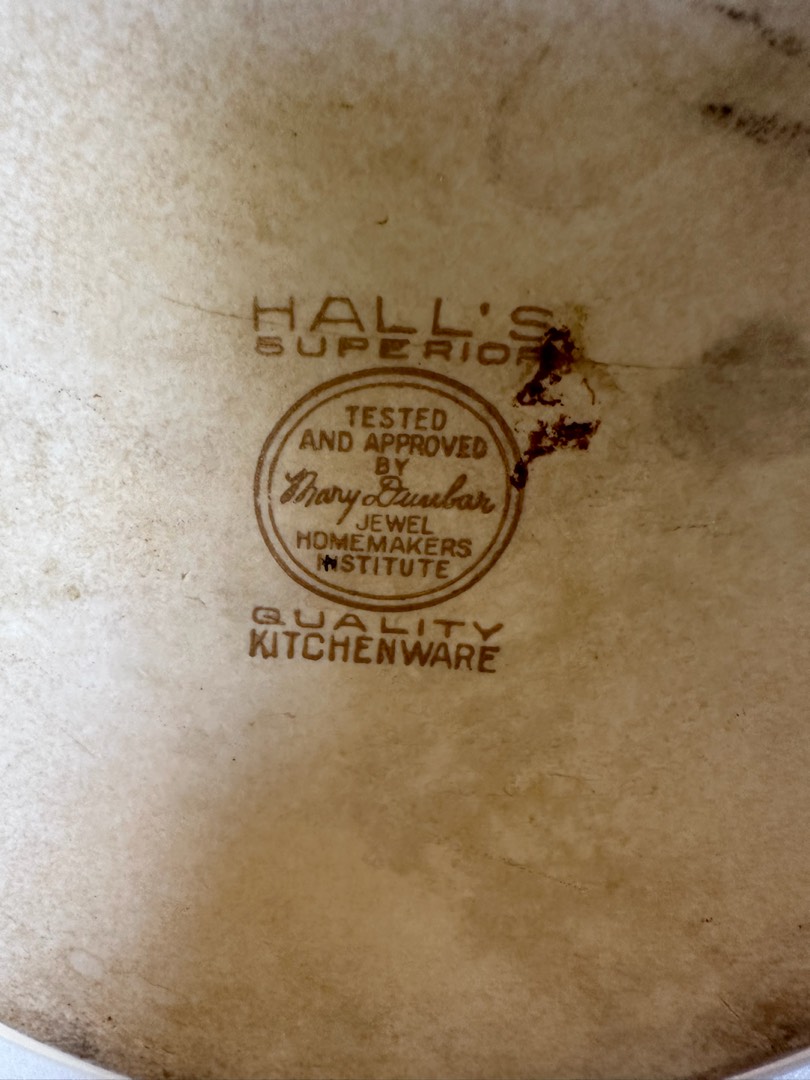 HALL'S
SUPERIOR
TESTED
AND APPROVED
BY
Mary Dunbar
JEWEL
HOMEMAKERS
INSTITUTE
QUALITY
KITCHENWARE